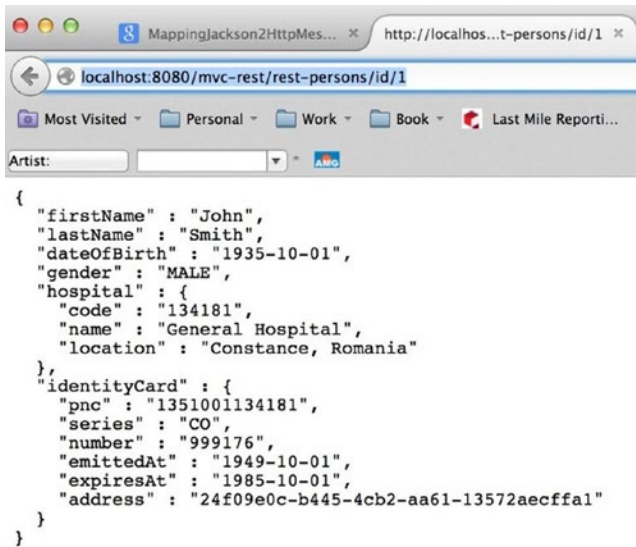 MappingJackson2HttpMes...
http://localhos...t-persons/id/1
localhost:8080/mvc-rest/rest-persons/id/1
Most Visited Personal Work Book Last Mile Reporti...
Artist: AMG
{
"firstName" : "John",
"lastName" : "Smith",
"dateOfBirth" : "1935-10-01",
"gender" : "MALE",
"hospital" : {
"code" : "134181",
"name" : "General Hospital",
"location" : "Constance, Romania"
},
"identityCard" : {
"pnc" : "1351001134181",
"series" : "CO",
"number" : "999176",
"emittedAt" : "1949-10-01",
"expiresAt" : "1985-10-01",
"address" : "24f09e0c-b445-4cb2-aa61-13572aecffa1"
}
}